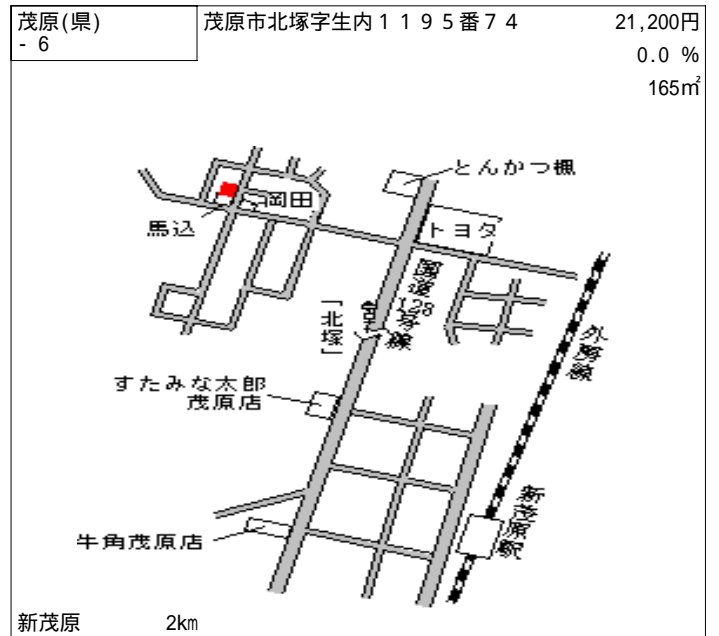 茂原(県)
- 6
茂原市北塚字生内１１９５番７４
21,200円
0.0 %
165㎡
とんかつ楓
岡田
馬込
トヨタ
国道128号線
「北塚」
外房線
すたみな太郎
茂原店
新茂原駅
牛角茂原店
新茂原 2km